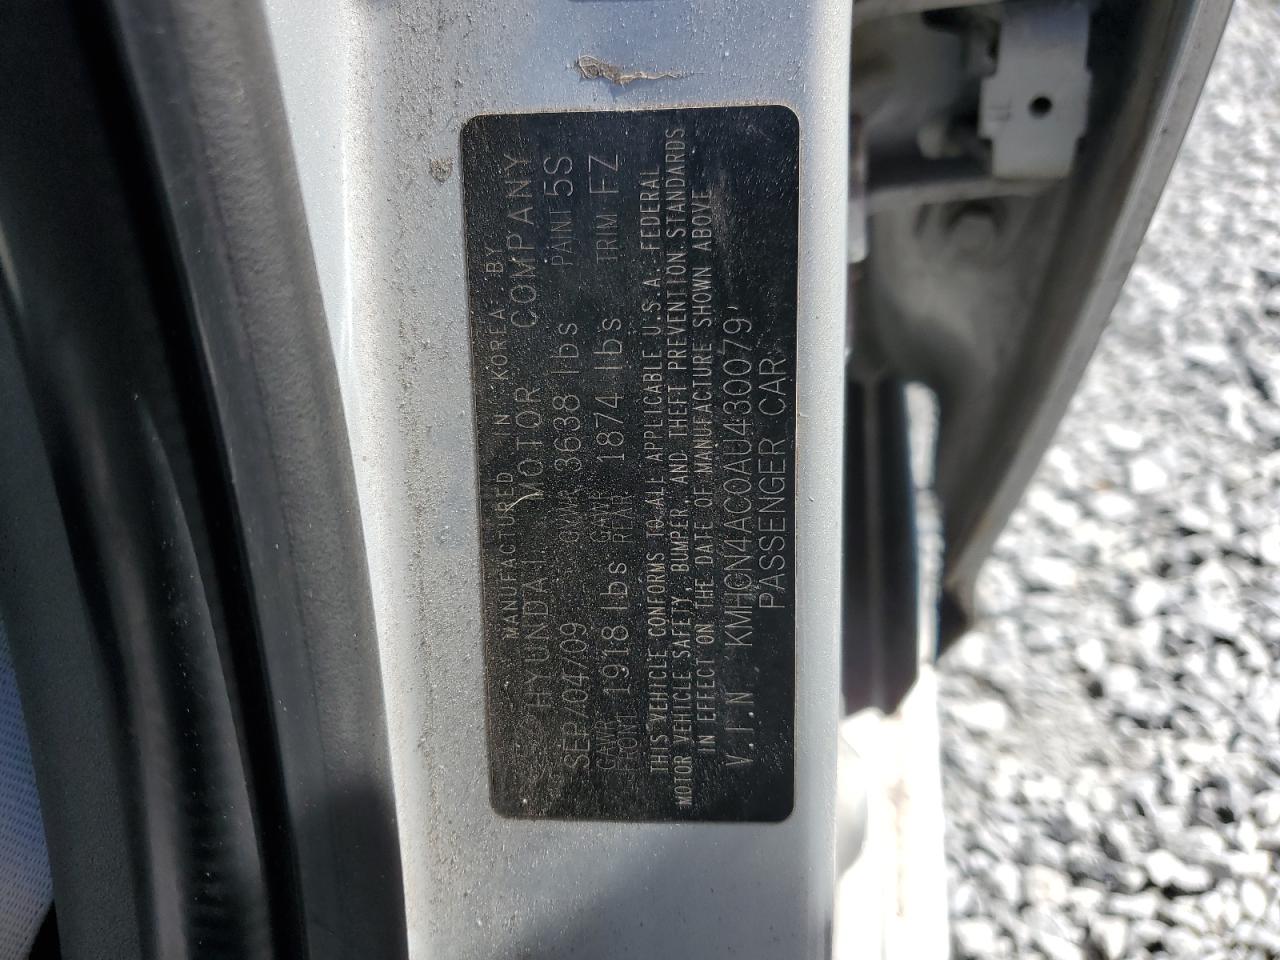 MANUFACTURED IN KOREA BY
HYUNDAI MOTOR COMPANY
SEP/04/09 GVWR 3638 lbs PAINT 5S
GAWR FRONT 1918 lbs GAWR REAR 1874 lbs TRIM FZ
THIS VEHICLE CONFORMS TO ALL APPLICABLE U.S.A. FEDERAL
MOTOR VEHICLE SAFETY, BUMPER, AND THEFT PREVENTION STANDARDS
IN EFFECT ON THE DATE OF MANUFACTURE SHOWN ABOVE
V.I.N KMHCN4AC0AU430079'
PASSENGER CAR